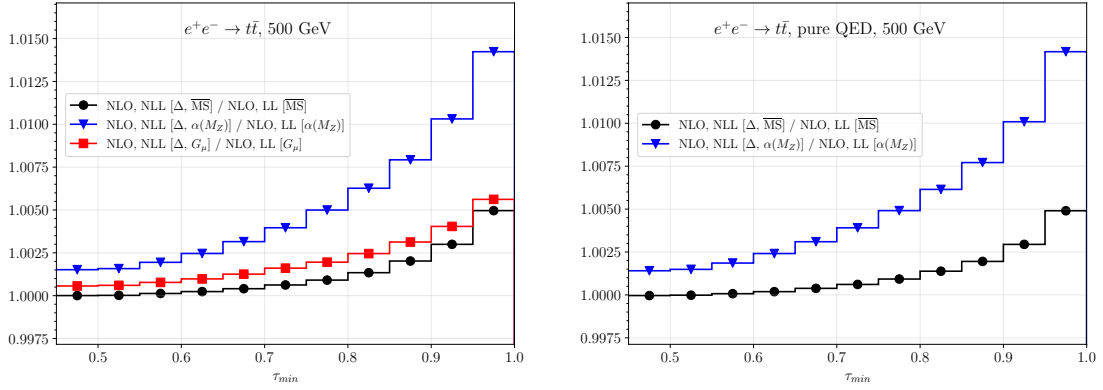 e⁺e⁻ → tt̄, 500 GeV
NLO, NLL [Δ, M̅S̅] / NLO, LL [M̅S̅]
NLO, NLL [Δ, α(M_Z)] / NLO, LL [α(M_Z)]
NLO, NLL [Δ, G_μ] / NLO, LL [G_μ]
1.0150
1.0125
1.0100
1.0075
1.0050
1.0025
1.0000
0.9975
0.5 0.6 0.7 0.8 0.9 1.0
τ_min
e⁺e⁻ → tt̄, pure QED, 500 GeV
NLO, NLL [Δ, M̅S̅] / NLO, LL [M̅S̅]
NLO, NLL [Δ, α(M_Z)] / NLO, LL [α(M_Z)]
1.0150
1.0125
1.0100
1.0075
1.0050
1.0025
1.0000
0.9975
0.5 0.6 0.7 0.8 0.9 1.0
τ_min